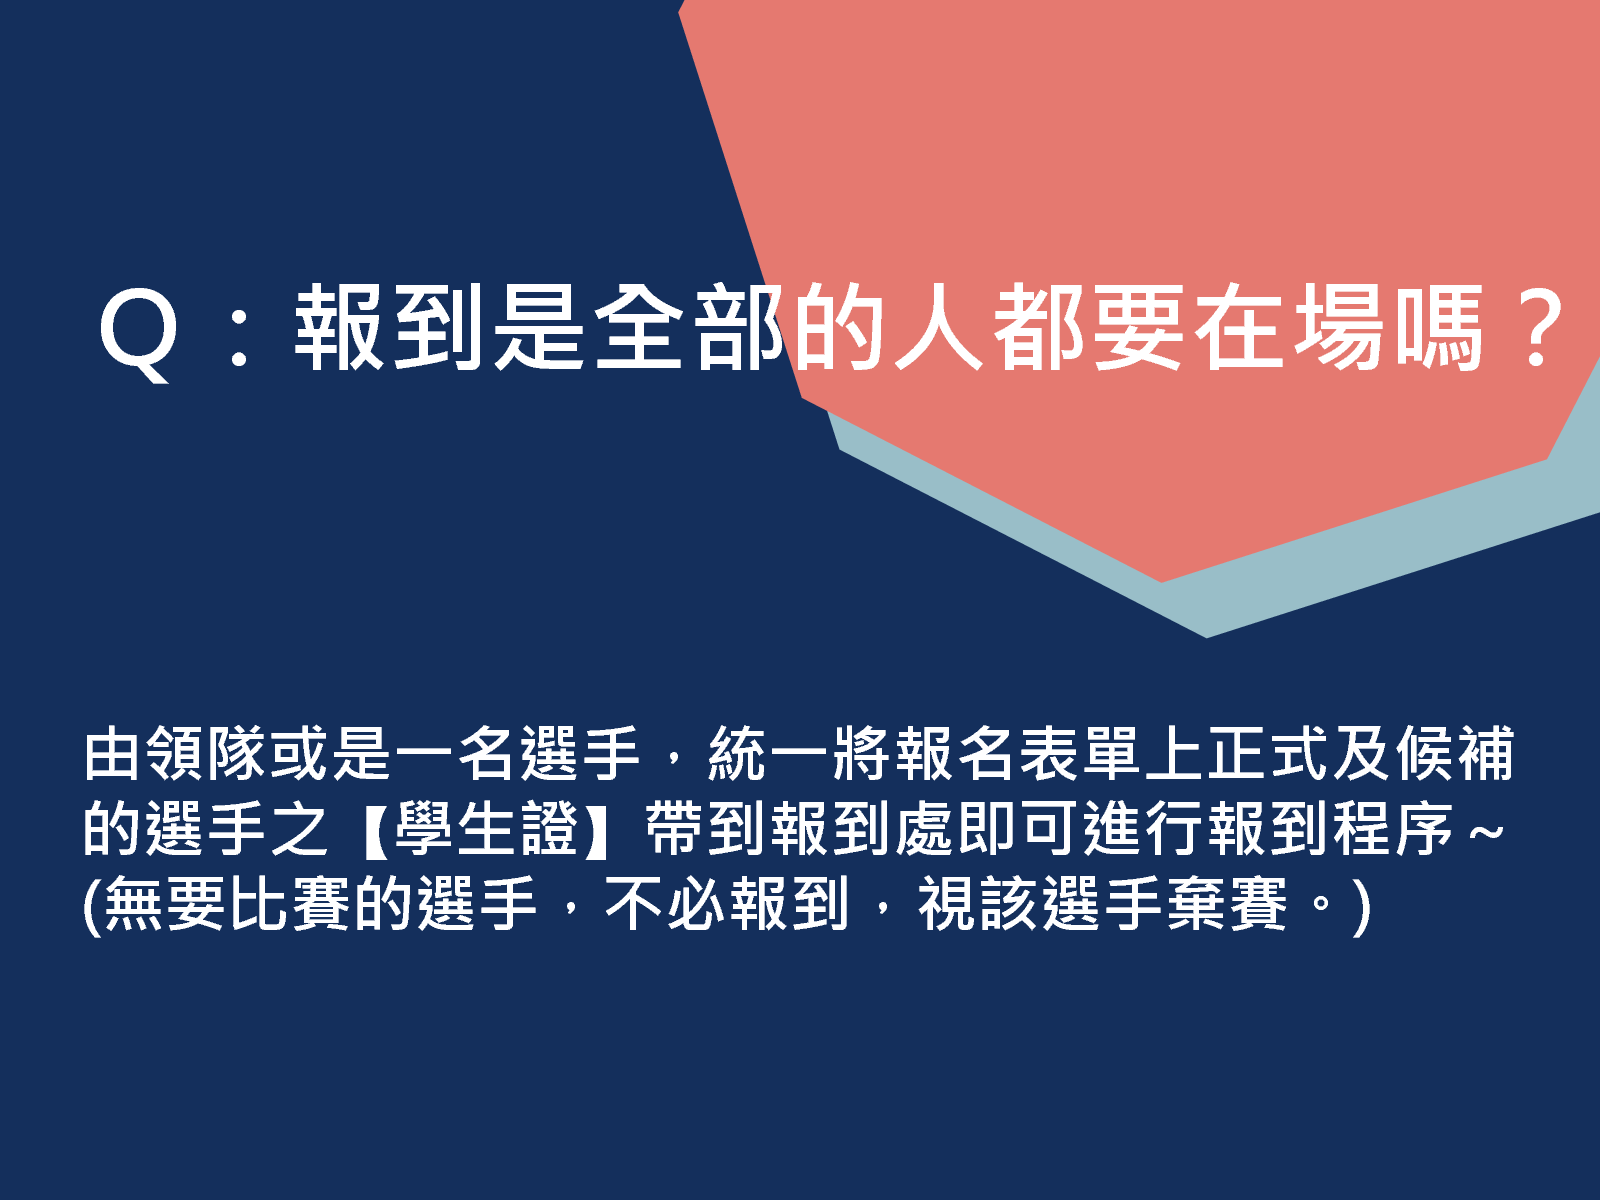 Q：報到是全部的人都要在場嗎？
由領隊或是一名選手，統一將報名表單上正式及候補
的選手之【學生證】帶到報到處即可進行報到程序～
(無要比賽的選手，不必報到，視該選手棄賽。)